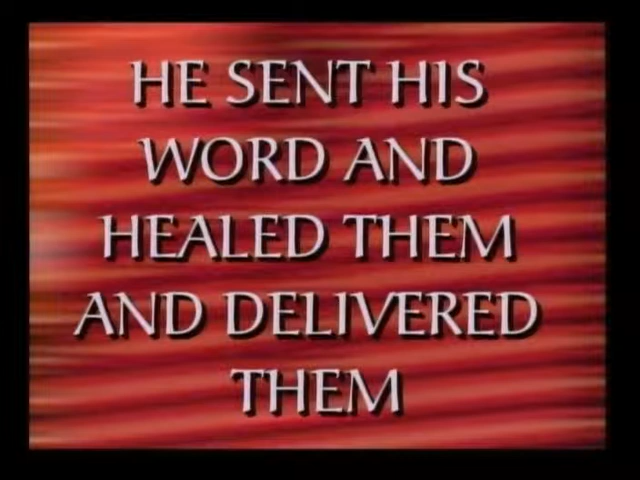 HE SENT HIS
WORD AND
HEALED THEM
AND DELIVERED
THEM